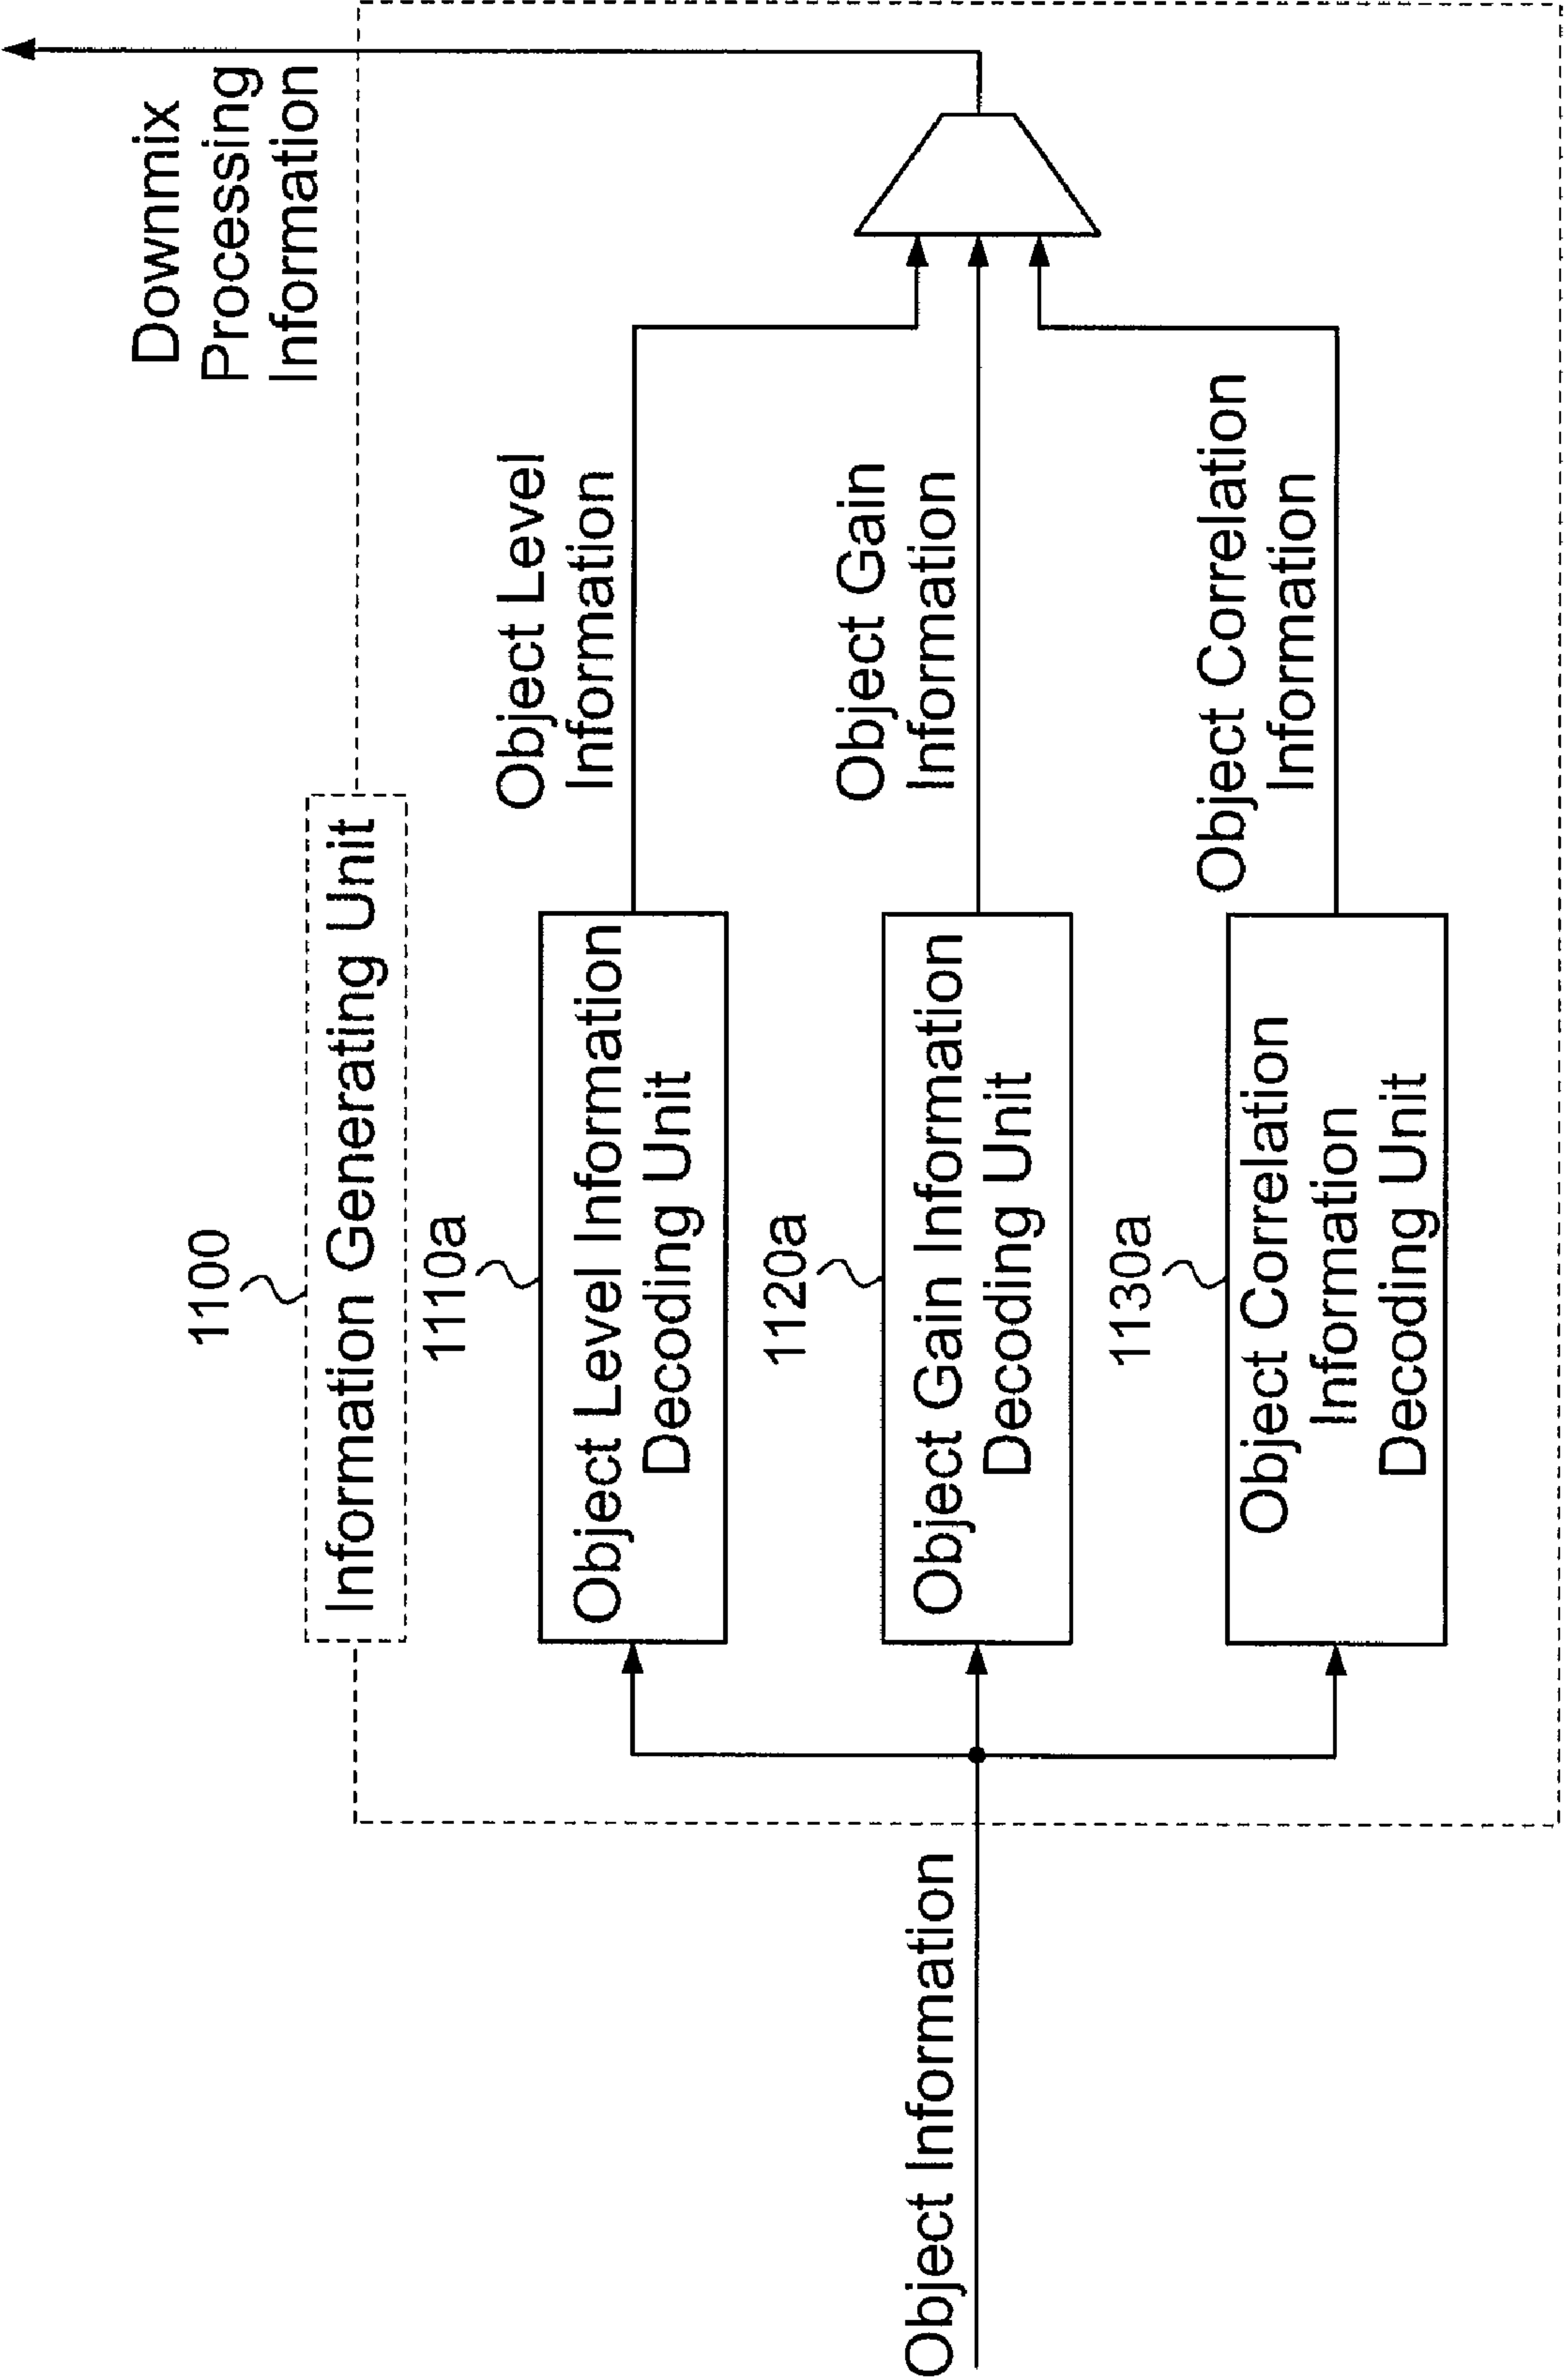 Downmix
Processing
Information
1100
Information Generating Unit
1110a
Object Level Information
Decoding Unit
Object Level
Information
1120a
Object Information
Object Gain Information
Decoding Unit
Object Gain
Information
1130a
Object Correlation
Information
Decoding Unit
Object Correlation
Information